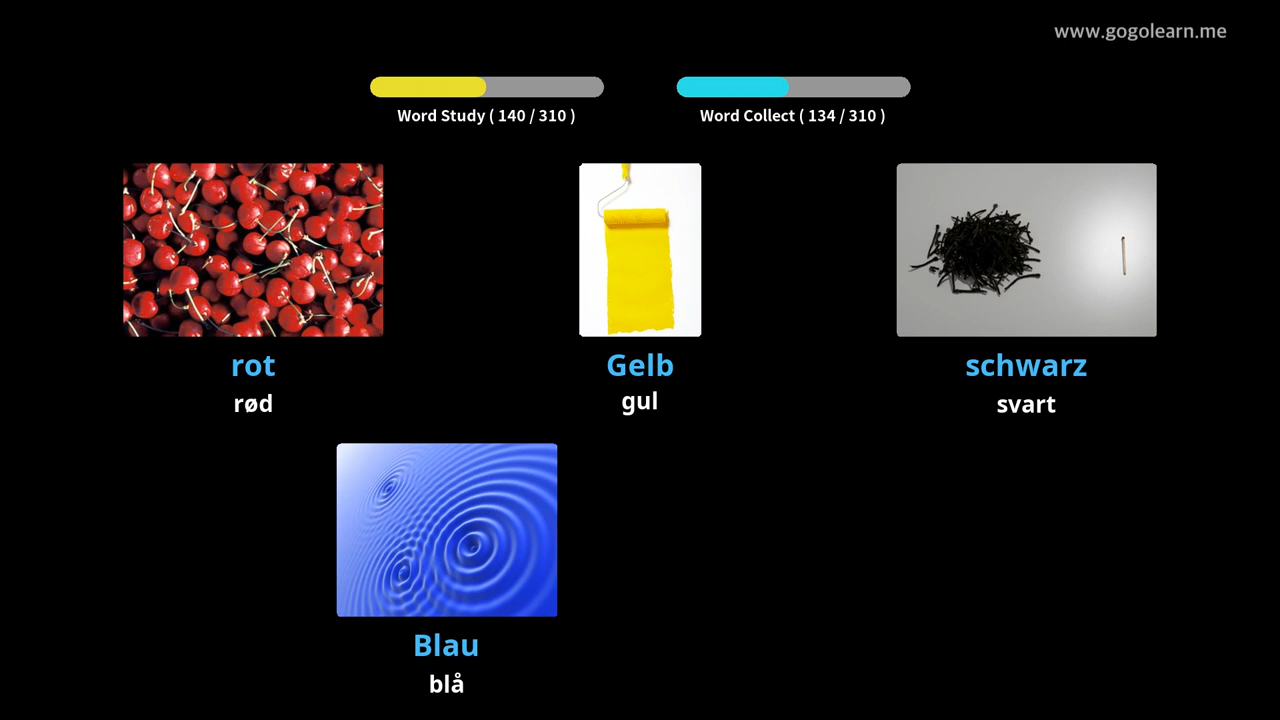 www.gogolearn.me
Word Study ( 140 / 310 )
Word Collect ( 134 / 310 )
rot
Gelb
schwarz
rød
gul
svart
Blau
blå